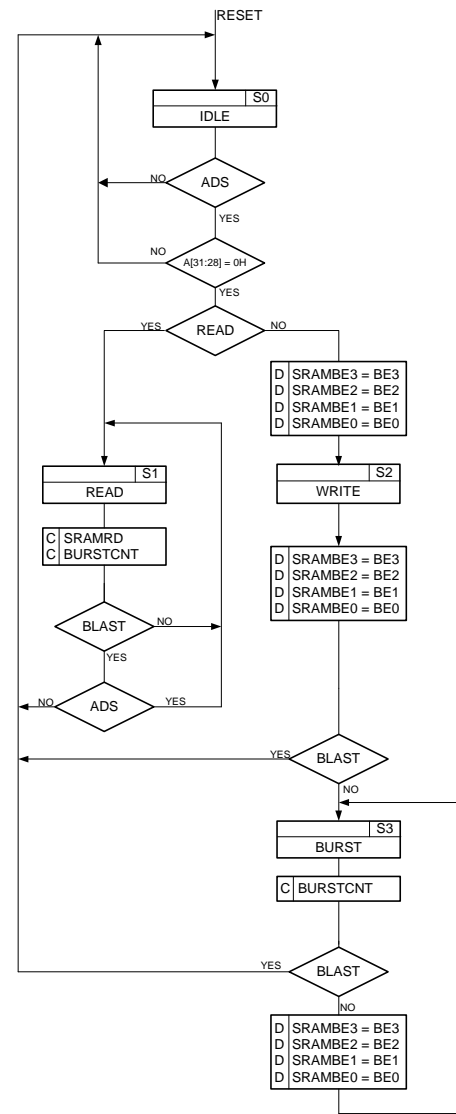 RESET
S0
IDLE
NO
ADS
YES
NO
A[31:28] = 0H
YES
YES
READ
NO
D SRAMBE3 = BE3
D SRAMBE2 = BE2
D SRAMBE1 = BE1
D SRAMBE0 = BE0
S1
READ
S2
WRITE
C SRAMRD
C BURSTCNT
D SRAMBE3 = BE3
D SRAMBE2 = BE2
D SRAMBE1 = BE1
D SRAMBE0 = BE0
BLAST
NO
YES
NO
ADS
YES
YES
BLAST
NO
S3
BURST
C BURSTCNT
YES
BLAST
NO
D SRAMBE3 = BE3
D SRAMBE2 = BE2
D SRAMBE1 = BE1
D SRAMBE0 = BE0